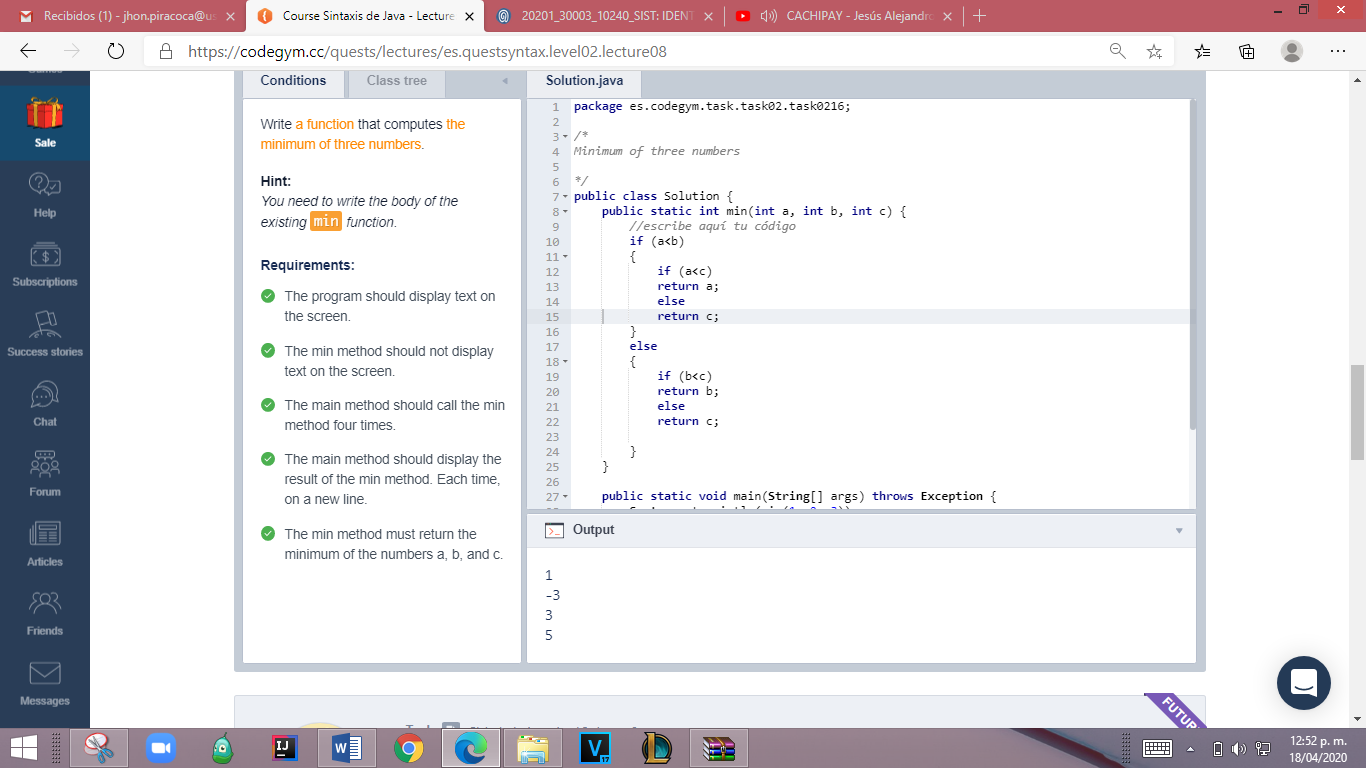 Recibidos (1) - jhon.piracoca@us
Course Sintaxis de Java - Lecture
20201_30003_10240_SIST: IDENT
CACHIPAY - Jesús Alejandro
https://codegym.cc/quests/lectures/es.questsyntax.level02.lecture08
Games
Sale
Help
Subscriptions
Success stories
Chat
Forum
Articles
Friends
Messages
Conditions
Class tree
Write a function that computes the
minimum of three numbers.
Hint:
You need to write the body of the
existing min function.
Requirements:
The program should display text on
the screen.
The min method should not display
text on the screen.
The main method should call the min
method four times.
The main method should display the
result of the min method. Each time,
on a new line.
The min method must return the
minimum of the numbers a, b, and c.
Solution.java
1 package es.codegym.task.task02.task0216;
2
3 /*
4 Minimum of three numbers
5
6 */
7 public class Solution {
8 public static int min(int a, int b, int c) {
9 //escribe aquí tu código
10 if (a<b)
11 {
12 if (a<c)
13 return a;
14 else
15 return c;
16 }
17 else
18 {
19 if (b<c)
20 return b;
21 else
22 return c;
23
24 }
25 }
26
27 public static void main(String[] args) throws Exception {
Output
1
-3
3
5
FUTUR
12:52 p. m.
18/04/2020